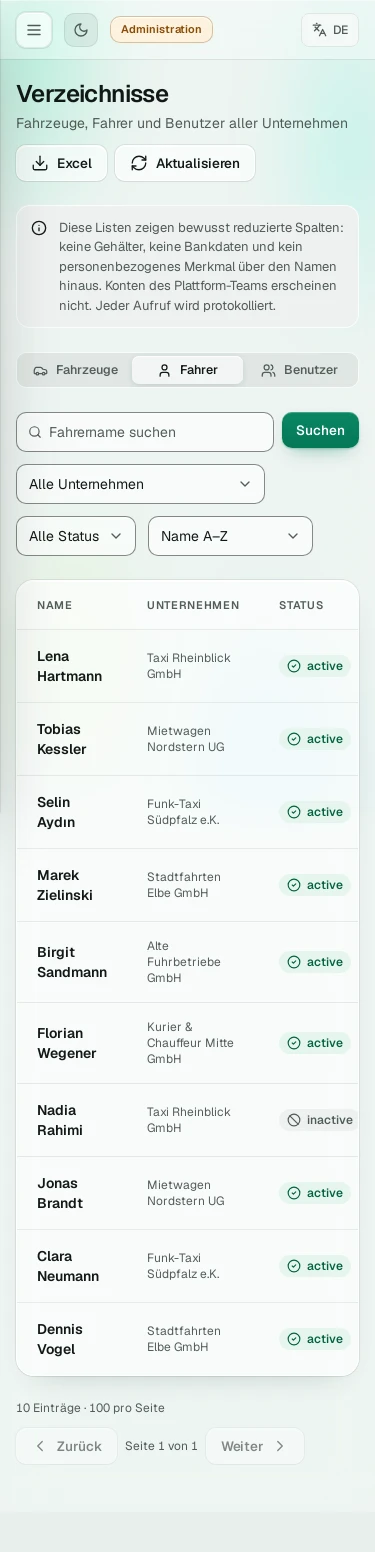 Administration
DE
Verzeichnisse
Fahrzeuge, Fahrer und Benutzer aller Unternehmen
Excel
Aktualisieren
Diese Listen zeigen bewusst reduzierte Spalten:
keine Gehälter, keine Bankdaten und kein
personenbezogenes Merkmal über den Namen
hinaus. Konten des Plattform-Teams erscheinen
nicht. Jeder Aufruf wird protokolliert.
Fahrzeuge
Fahrer
Benutzer
Fahrername suchen
Suchen
Alle Unternehmen
Alle Status
Name A–Z
NAME
UNTERNEHMEN
STATUS
Lena
Hartmann
Taxi Rheinblick
GmbH
active
Tobias
Kessler
Mietwagen
Nordstern UG
active
Selin
Aydın
Funk-Taxi
Südpfalz e.K.
active
Marek
Zielinski
Stadtfahrten
Elbe GmbH
active
Birgit
Sandmann
Alte
Fuhrbetriebe
GmbH
active
Florian
Wegener
Kurier &
Chauffeur Mitte
GmbH
active
Nadia
Rahimi
Taxi Rheinblick
GmbH
inactive
Jonas
Brandt
Mietwagen
Nordstern UG
active
Clara
Neumann
Funk-Taxi
Südpfalz e.K.
active
Dennis
Vogel
Stadtfahrten
Elbe GmbH
active
10 Einträge · 100 pro Seite
Zurück
Seite 1 von 1
Weiter